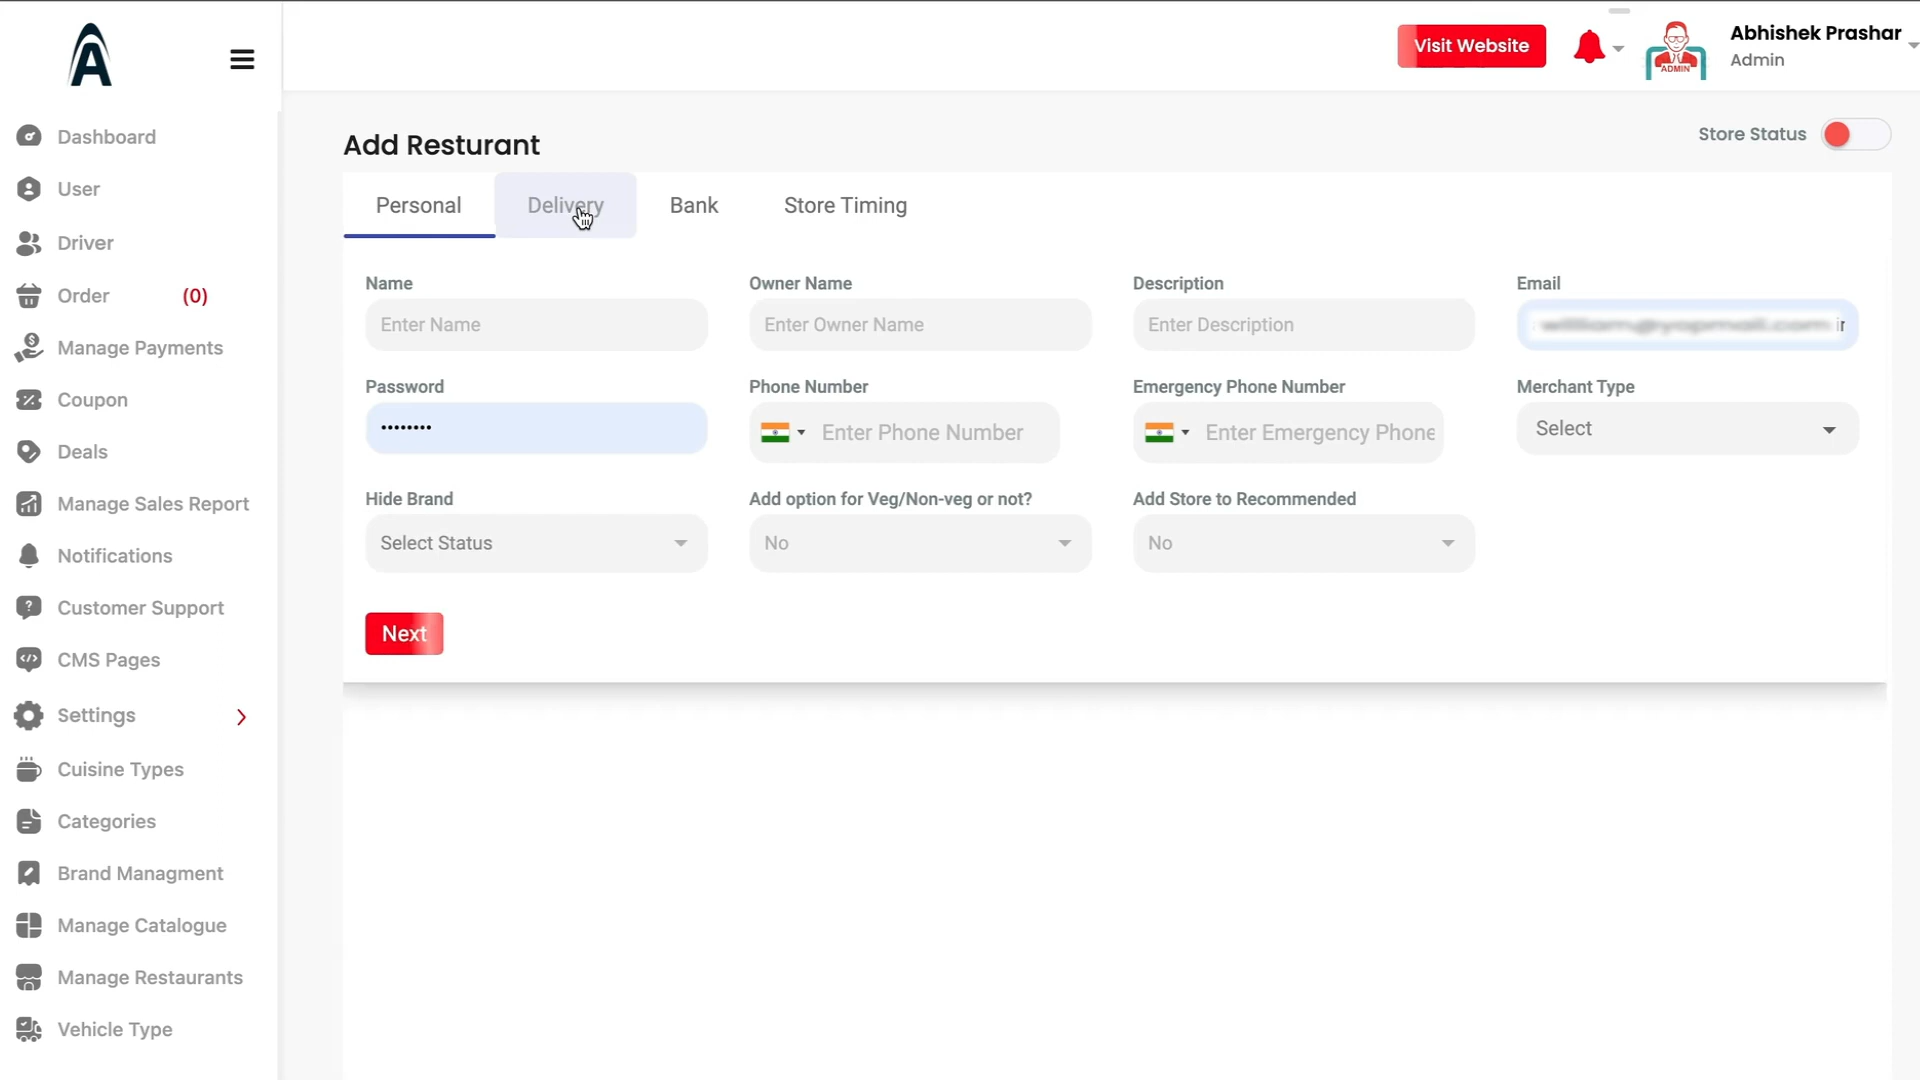 Visit Website
Abhishek Prashar
Admin
ADMIN
Dashboard
User
Driver
Order (0)
Manage Payments
Coupon
Deals
Manage Sales Report
Notifications
Customer Support
CMS Pages
Settings
Cuisine Types
Categories
Brand Managment
Manage Catalogue
Manage Restaurants
Vehicle Type
Add Resturant
Store Status
Personal Delivery Bank Store Timing
Name Owner Name Description Email
Enter Name Enter Owner Name Enter Description
Password Phone Number Emergency Phone Number Merchant Type
•••••••• Enter Phone Number Enter Emergency Phone Select
Hide Brand Add option for Veg/Non-veg or not? Add Store to Recommended
Select Status No No
Next